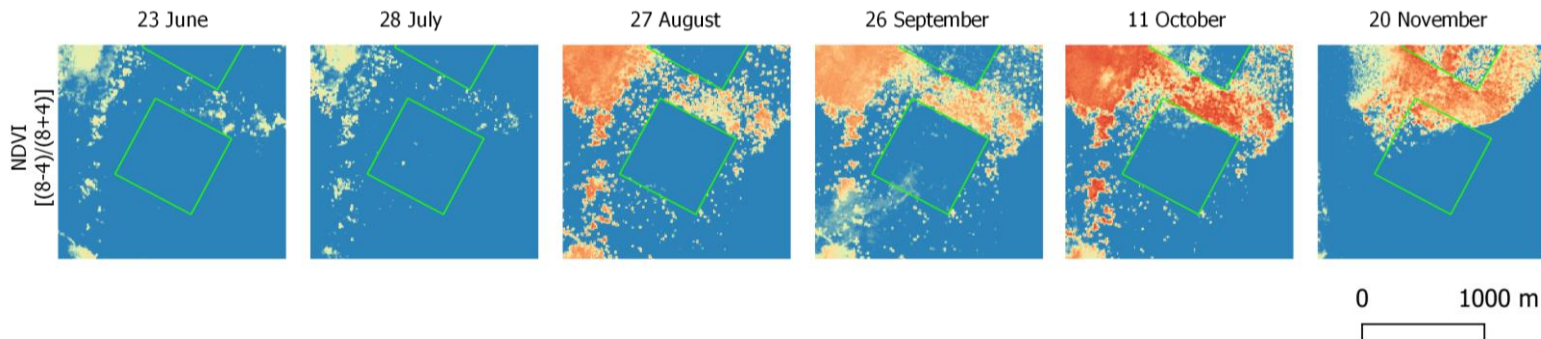 23 June
28 July
27 August
26 September
11 October
20 November
NDVI
[(8-4)/(8+4)]
0
1000 m